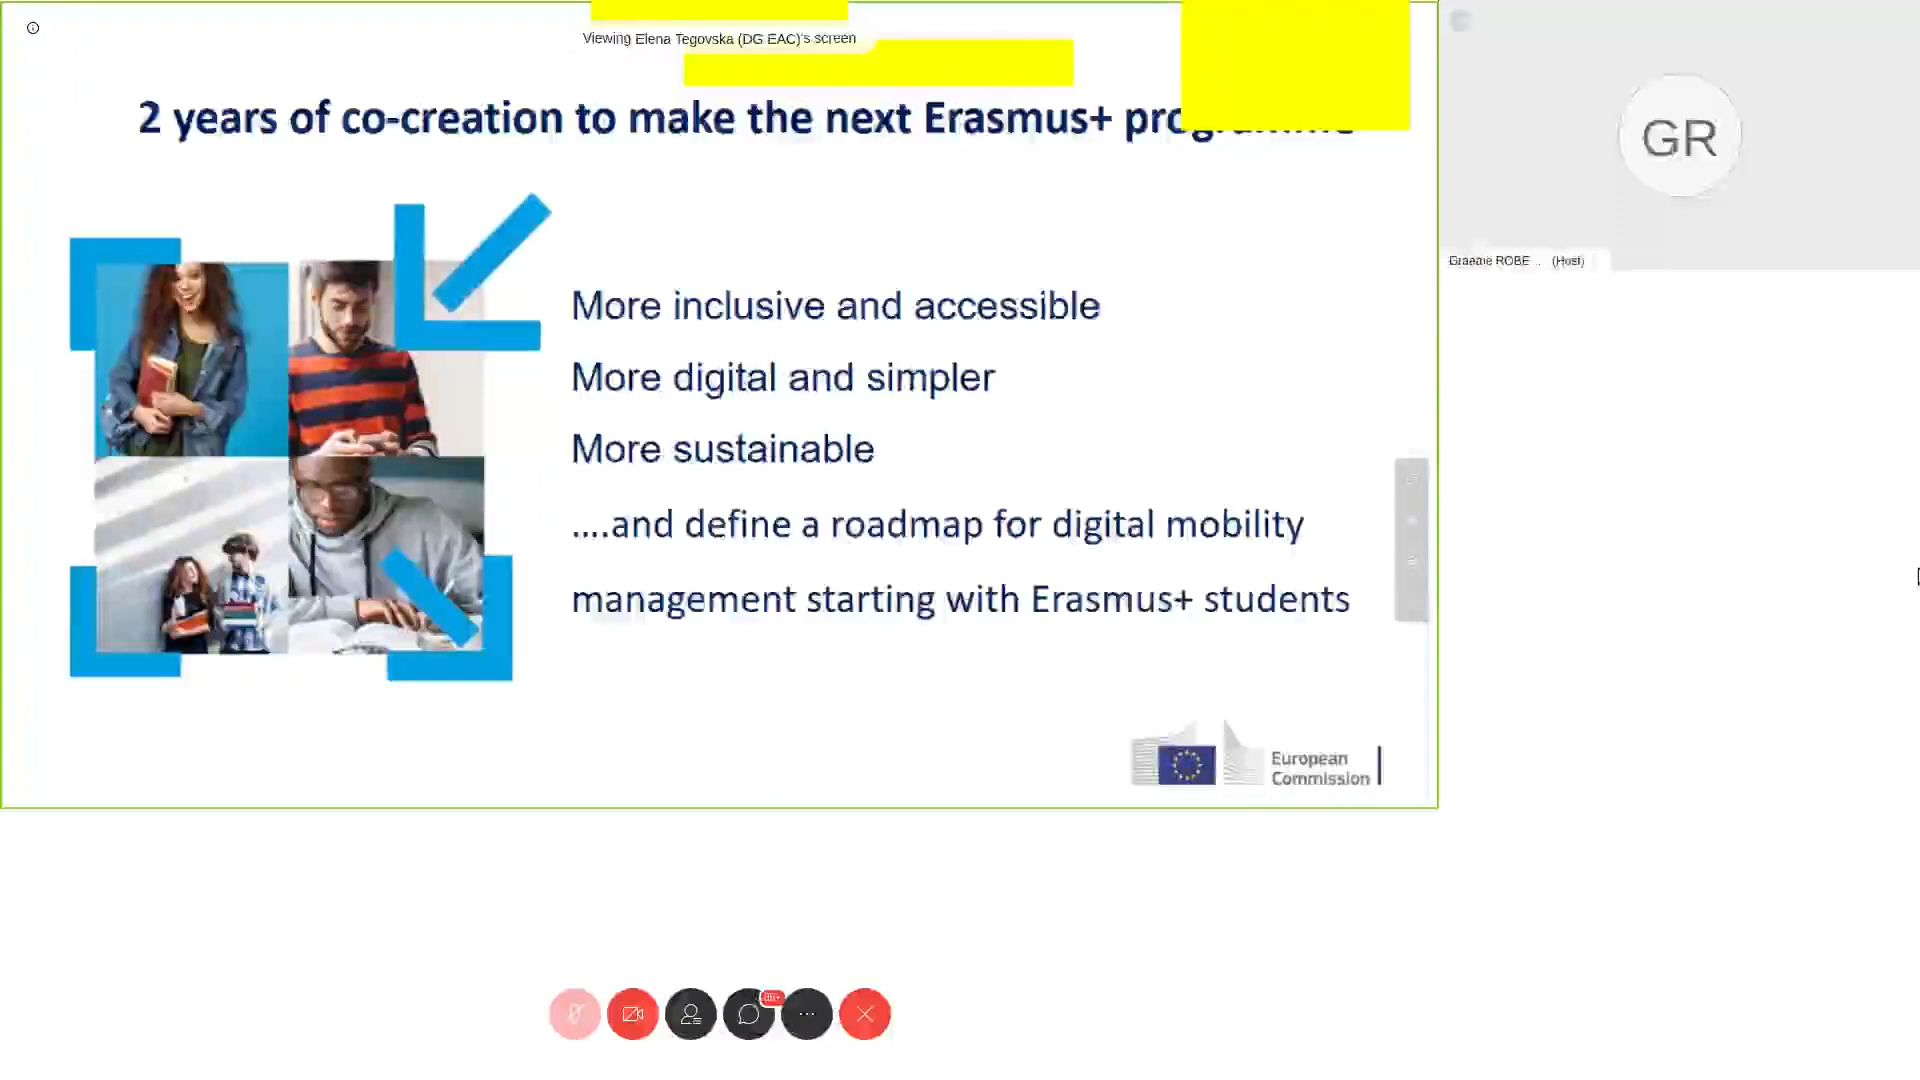 Viewing Elena Tegovska (DG EAC)'s screen
2 years of co-creation to make the next Erasmus+
More inclusive and accessible
More digital and simpler
More sustainable
....and define a roadmap for digital mobility
management starting with Erasmus+ students
European
Commission
GR
Graeme ROBE ... (Host)